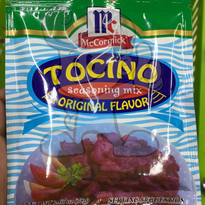 McCormick
TOCINO
seasoning mix
ORIGINAL FLAVOR